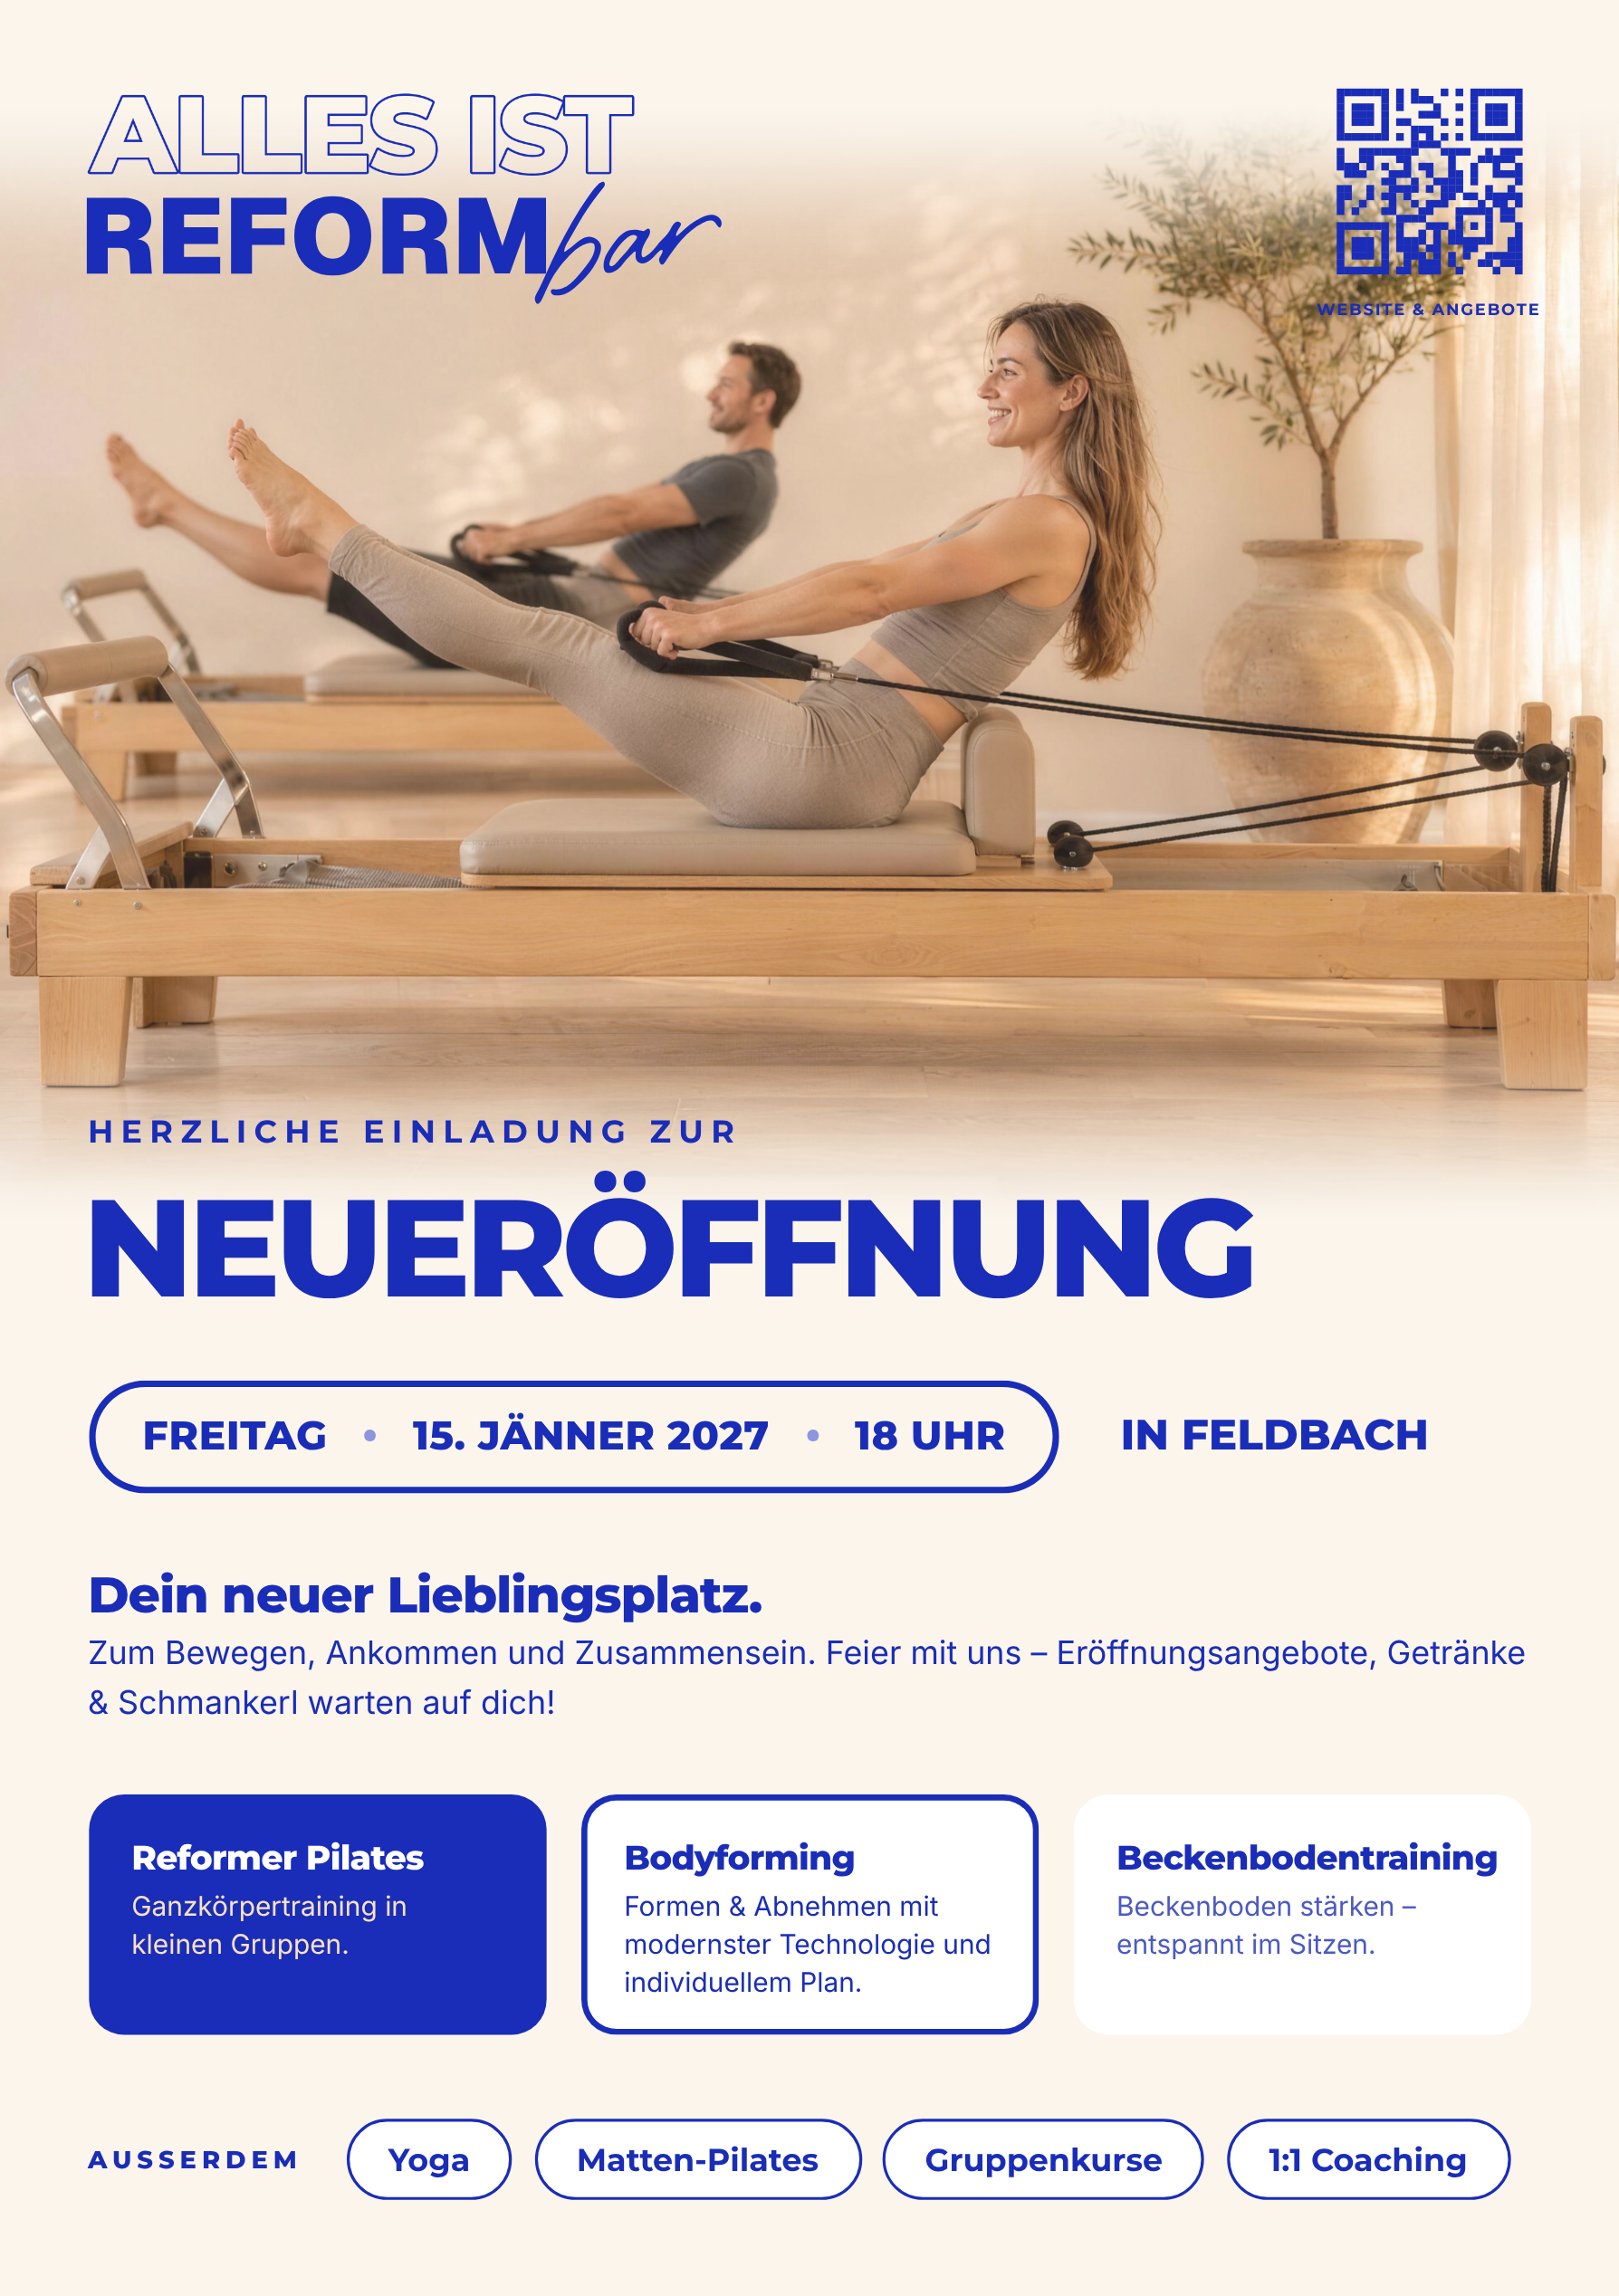 ALLES IST
REFORMbar
WEBSITE & ANGEBOTE
HERZLICHE EINLADUNG ZUR
NEUERÖFFNUNG
FREITAG • 15. JÄNNER 2027 • 18 UHR
IN FELDBACH
Dein neuer Lieblingsplatz.
Zum Bewegen, Ankommen und Zusammensein. Feier mit uns – Eröffnungsangebote, Getränke
& Schmankerl warten auf dich!
Reformer Pilates
Ganzkörpertraining in
kleinen Gruppen.
Bodyforming
Formen & Abnehmen mit
modernster Technologie und
individuellem Plan.
Beckenbodentraining
Beckenboden stärken –
entspannt im Sitzen.
AUSSERDEM
Yoga
Matten-Pilates
Gruppenkurse
1:1 Coaching